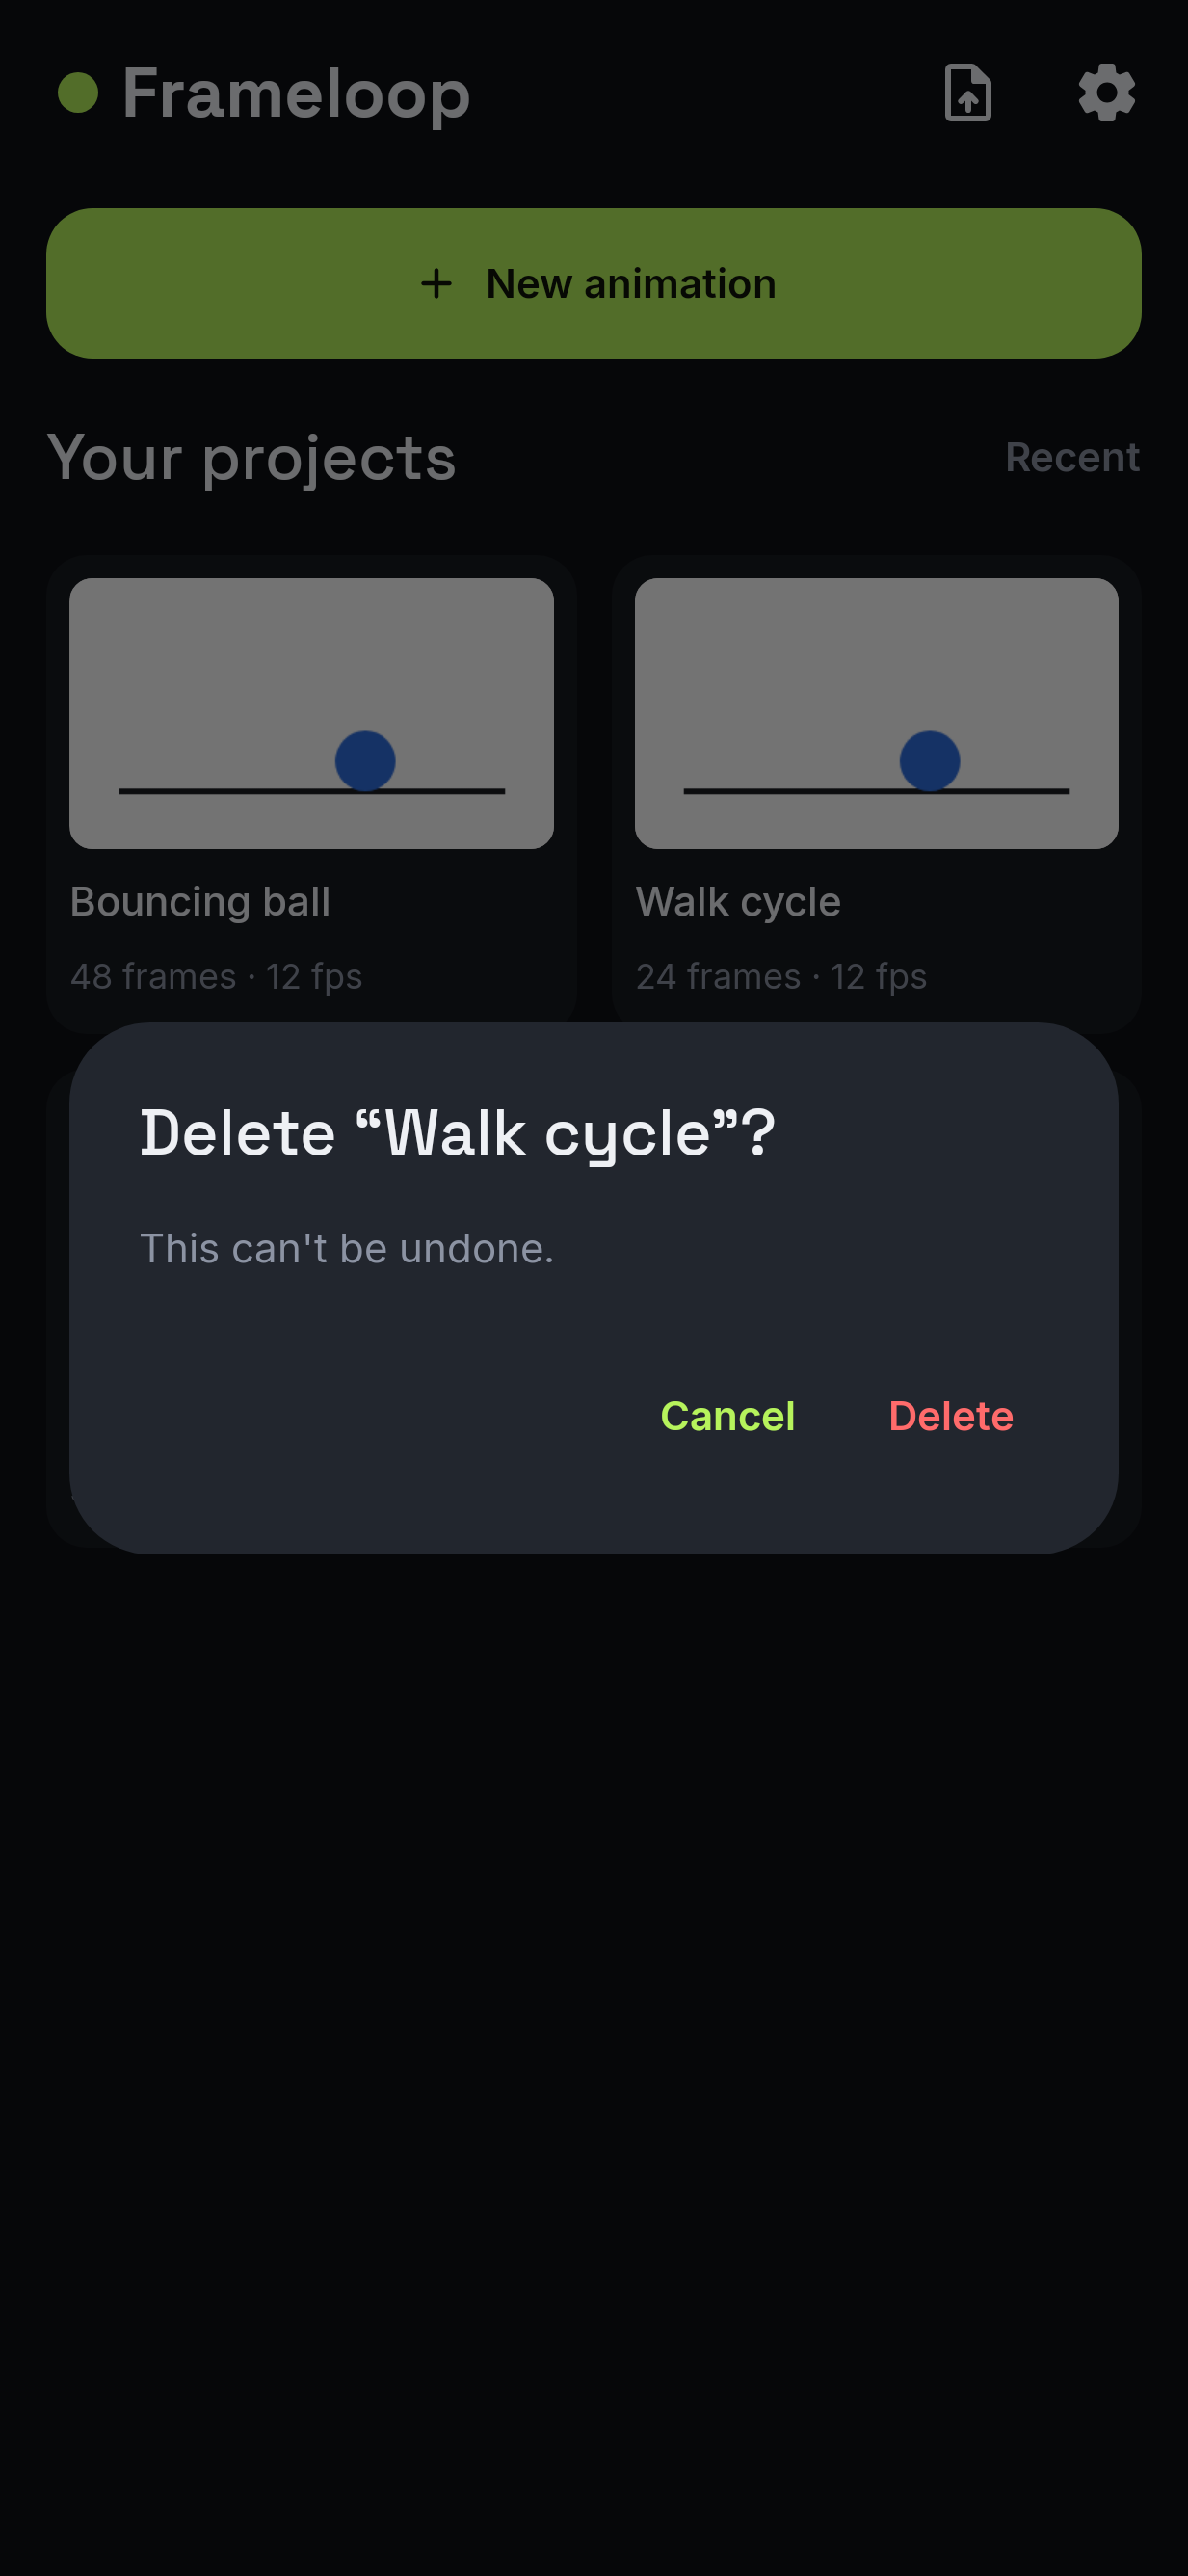 Frameloop
New animation
Your projects
Recent
Bouncing ball
48 frames · 12 fps
Walk cycle
24 frames · 12 fps
Delete “Walk cycle”?
This can't be undone.
Cancel
Delete